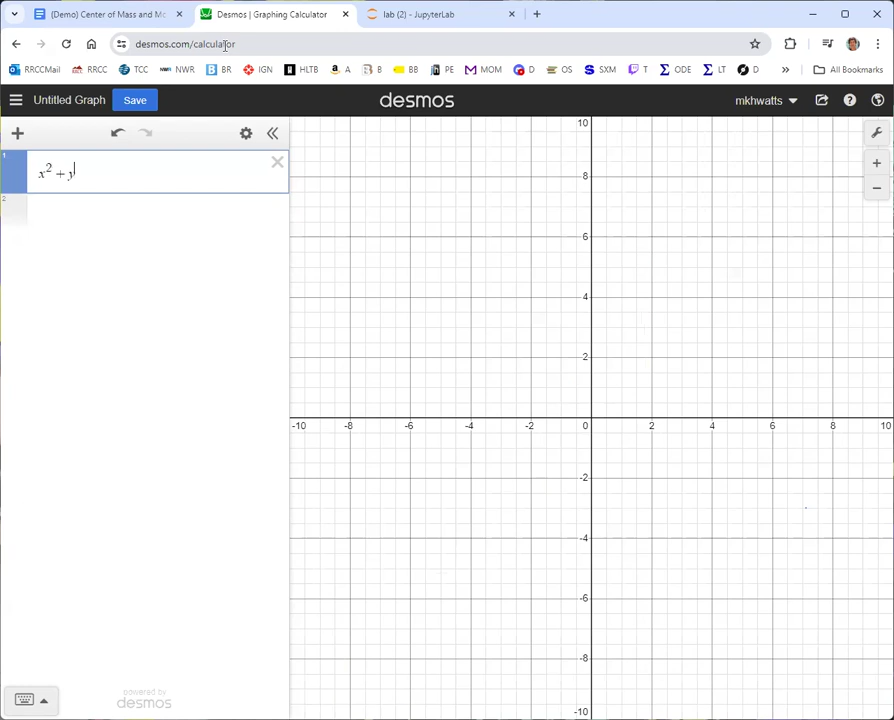 (Demo) Center of Mass and Mo
Desmos | Graphing Calculator
lab (2) - JupyterLab
desmos.com/calculator
RRCCMail RRCC TCC NWR BR IGN HLTB A B BB PE MOM D OS SXM T ODE LT D » All Bookmarks
Untitled Graph Save desmos mkhwatts
1
x² + y
2
10
8
6
4
2
-10 -8 -6 -4 -2 0 2 4 6 8 10
-2
-4
-6
-8
-10
powered by
desmos